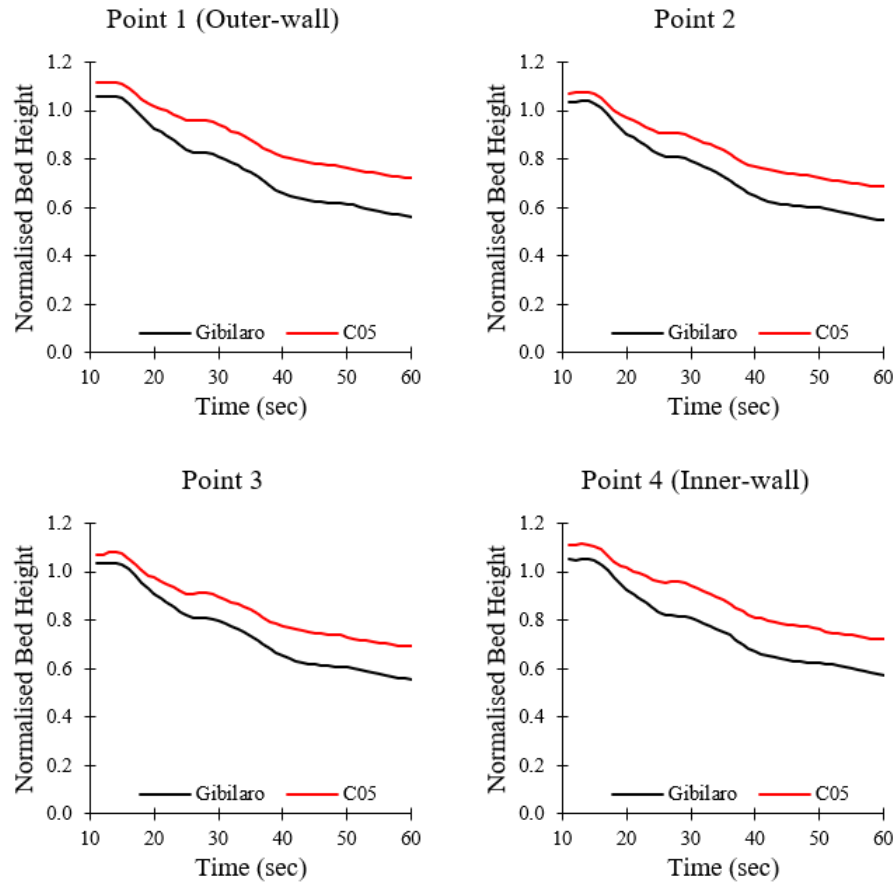 Point 1 (Outer-wall)
Normalised Bed Height
1.2
1.0
0.8
0.6
0.4
0.2
0.0
Gibilaro C05
10 20 30 40 50 60
Time (sec)
Point 2
Normalised Bed Height
1.2
1.0
0.8
0.6
0.4
0.2
0.0
Gibilaro C05
10 20 30 40 50 60
Time (sec)
Point 3
Normalised Bed Height
1.2
1.0
0.8
0.6
0.4
0.2
0.0
Gibilaro C05
10 20 30 40 50 60
Time (sec)
Point 4 (Inner-wall)
Normalised Bed Height
1.2
1.0
0.8
0.6
0.4
0.2
0.0
Gibilaro C05
10 20 30 40 50 60
Time (sec)